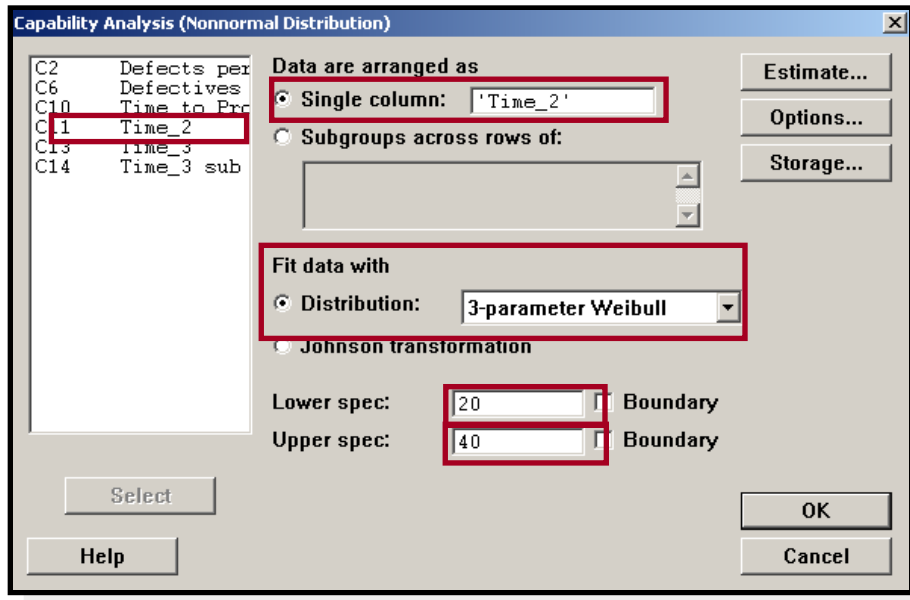 Capability Analysis (Nonnormal Distribution)
C2 Defects per
C6 Defectives
C10 Time to Pro
C11 Time_2
C13 Time_3
C14 Time_3 sub
Data are arranged as
Single column: 'Time_2'
Subgroups across rows of:
Fit data with
Distribution: 3-parameter Weibull
Johnson transformation
Lower spec: 20 Boundary
Upper spec: 40 Boundary
Estimate...
Options...
Storage...
Select
Help
OK
Cancel